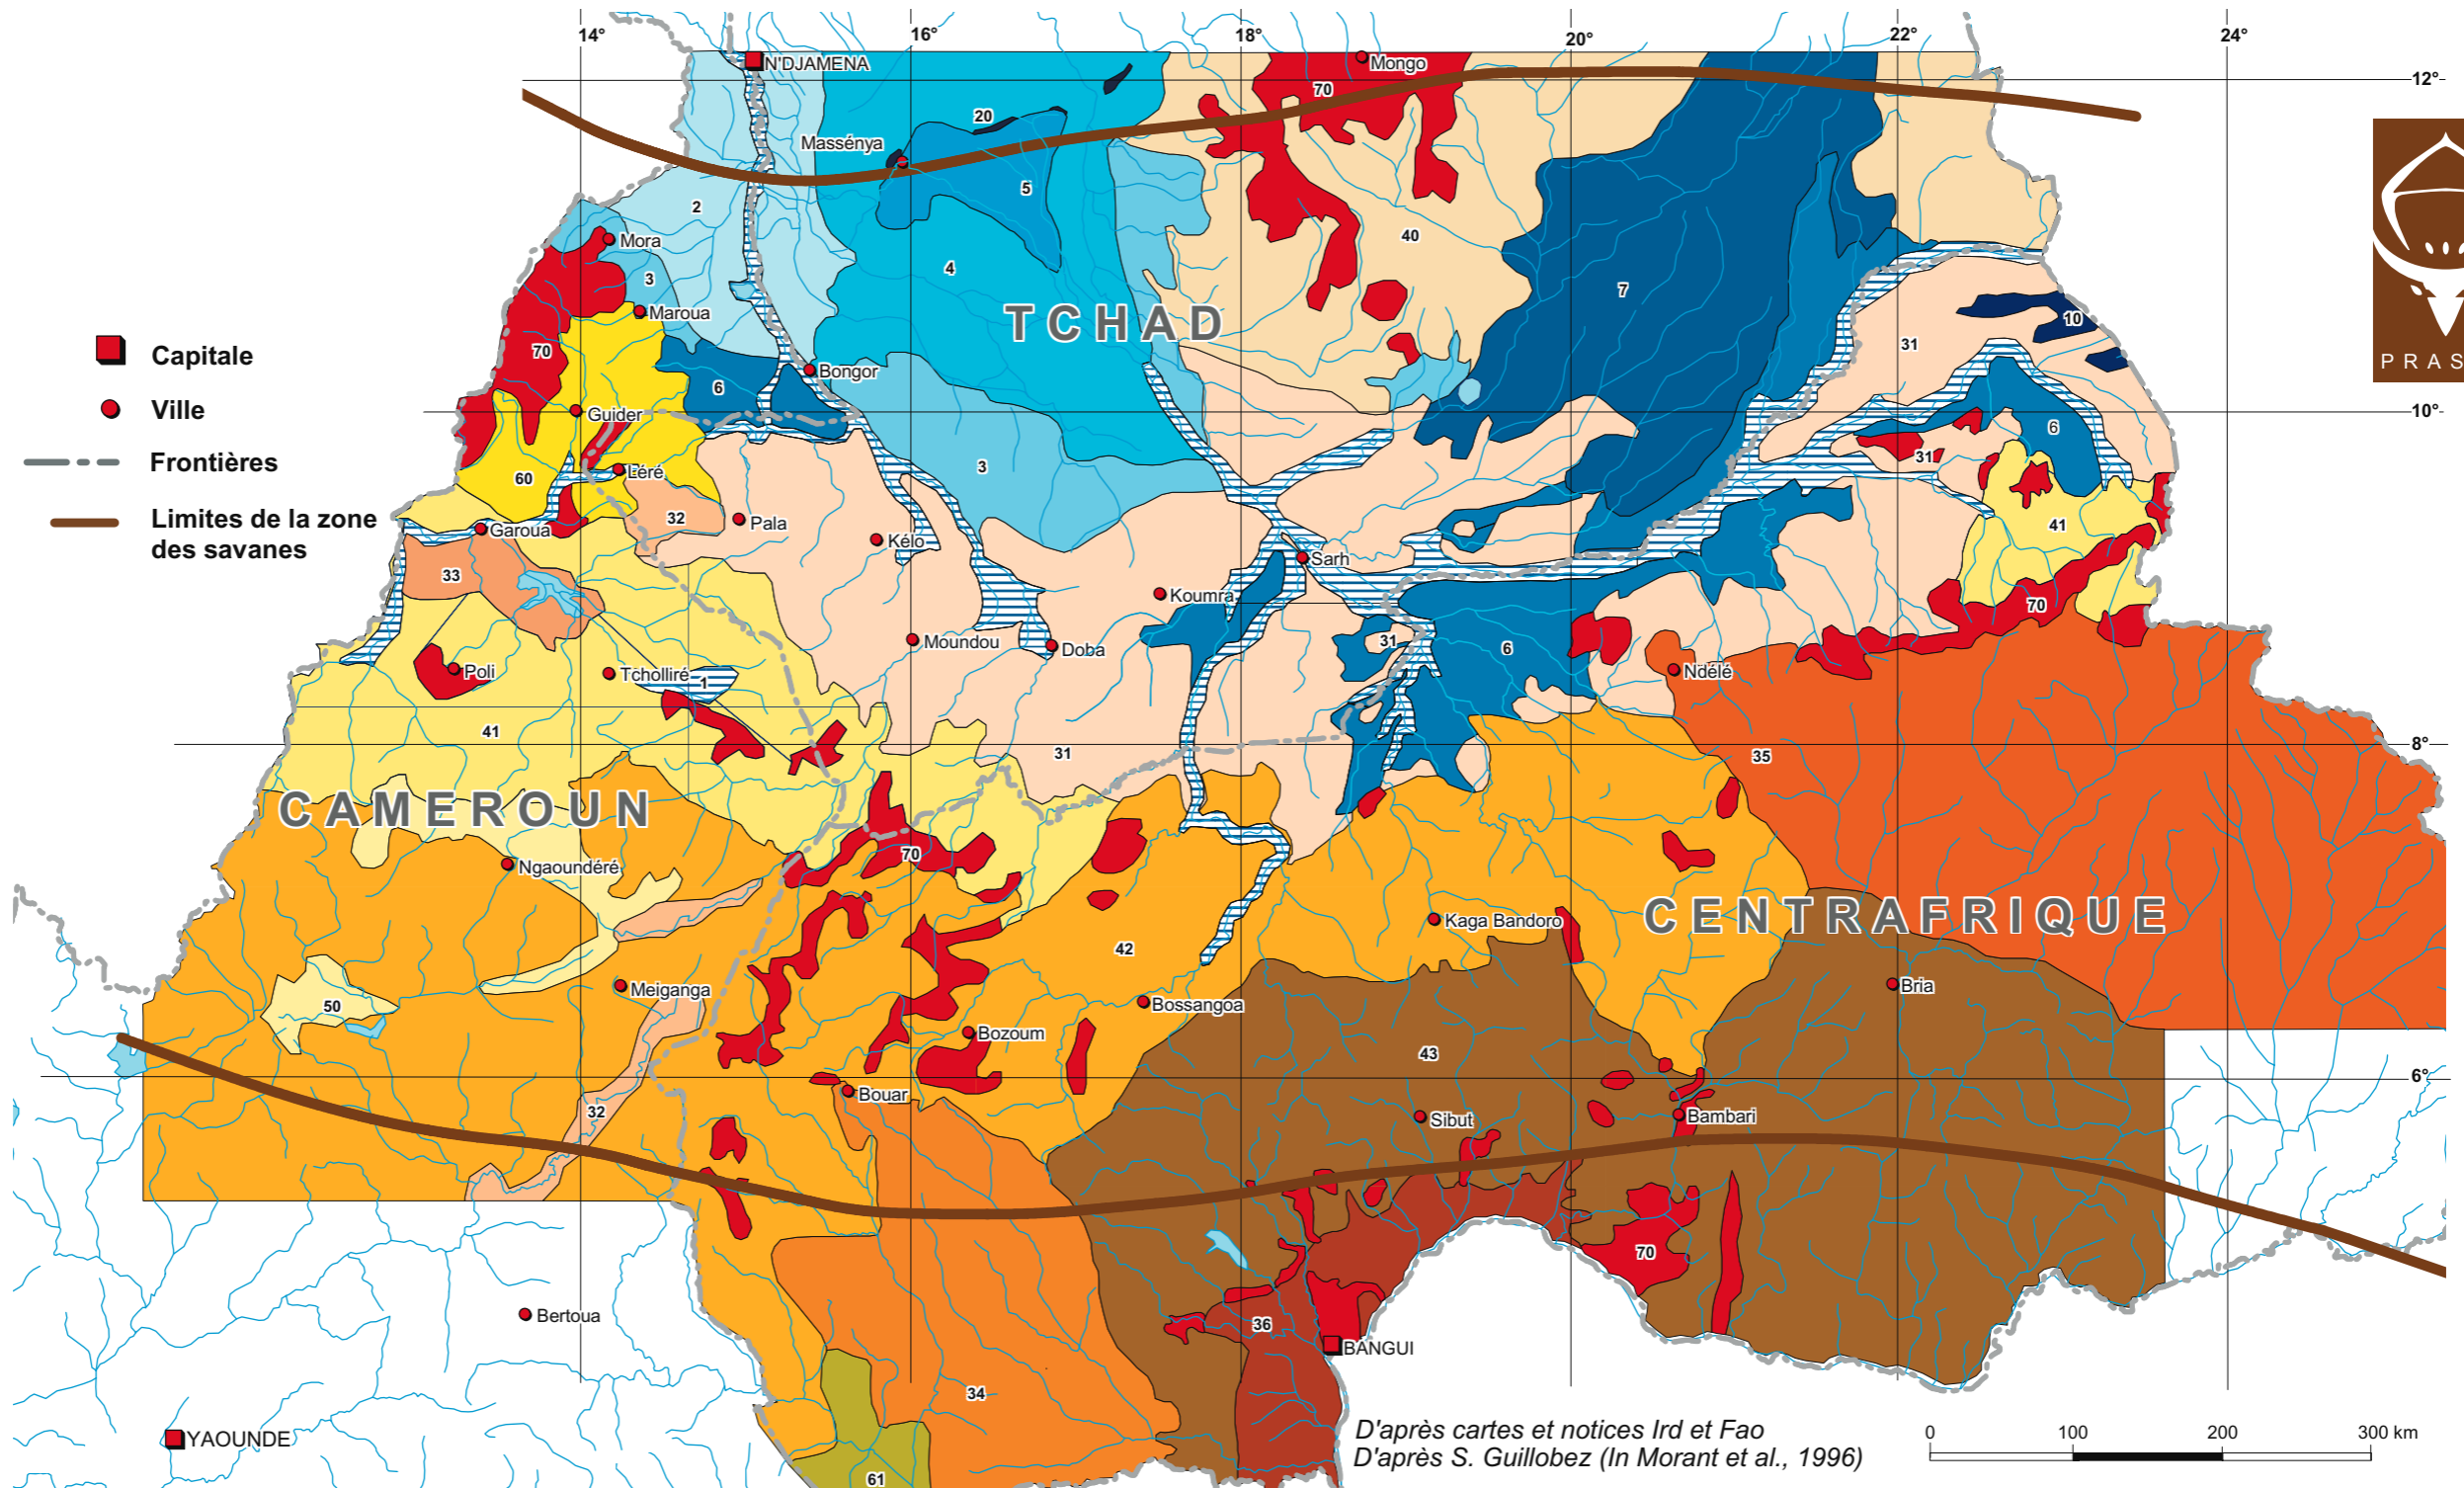 14°
16°
18°
20°
22°
24°
N'DJAMENA
Mongo
12°
70
20
Massénya
5
2
40
Mora
4
3
7
TCHAD
Maroua
10
31
70
Capitale
PRAS
Bongor
6
Ville
Guider
10°
6
Frontières
31
3
Léré
60
Limites de la zone
des savanes
32
Pala
41
Garoua
Kélo
Sarh
33
Koumra
70
31
6
Moundou
Doba
Poli
Tcholliré
1
Ndélé
41
31
35
8°
CAMEROUN
70
Ngaoundéré
Kaga Bandoro
CENTRAFRIQUE
42
Meiganga
Bria
50
Bossangoa
Bozoum
43
6°
Bouar
32
Sibut
Bambari
70
Bertoua
36
BANGUI
34
YAOUNDE
61
D'après cartes et notices Ird et Fao
D'après S. Guillobez (In Morant et al., 1996)
0 100 200 300 km